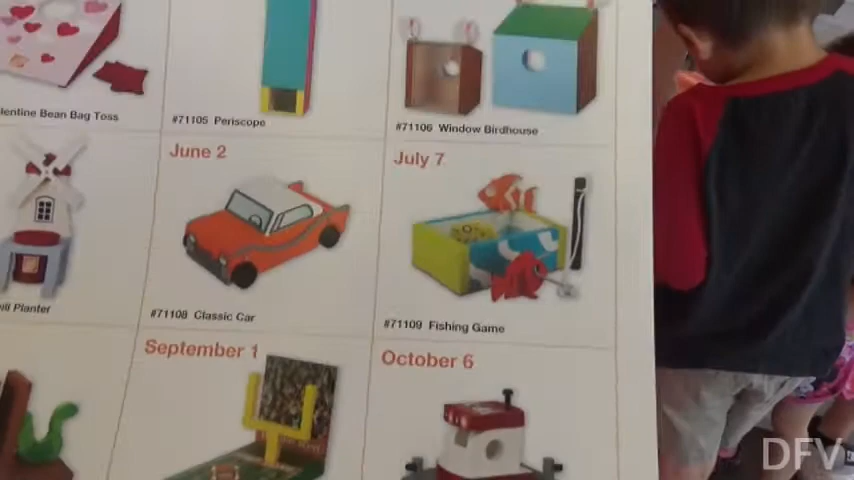 lentine Bean Bag Toss
#71105 Periscope
#71106 Window Birdhouse
June 2
July 7
ill Planter
#71108 Classic Car
#71109 Fishing Game
September 1
October 6
DFV